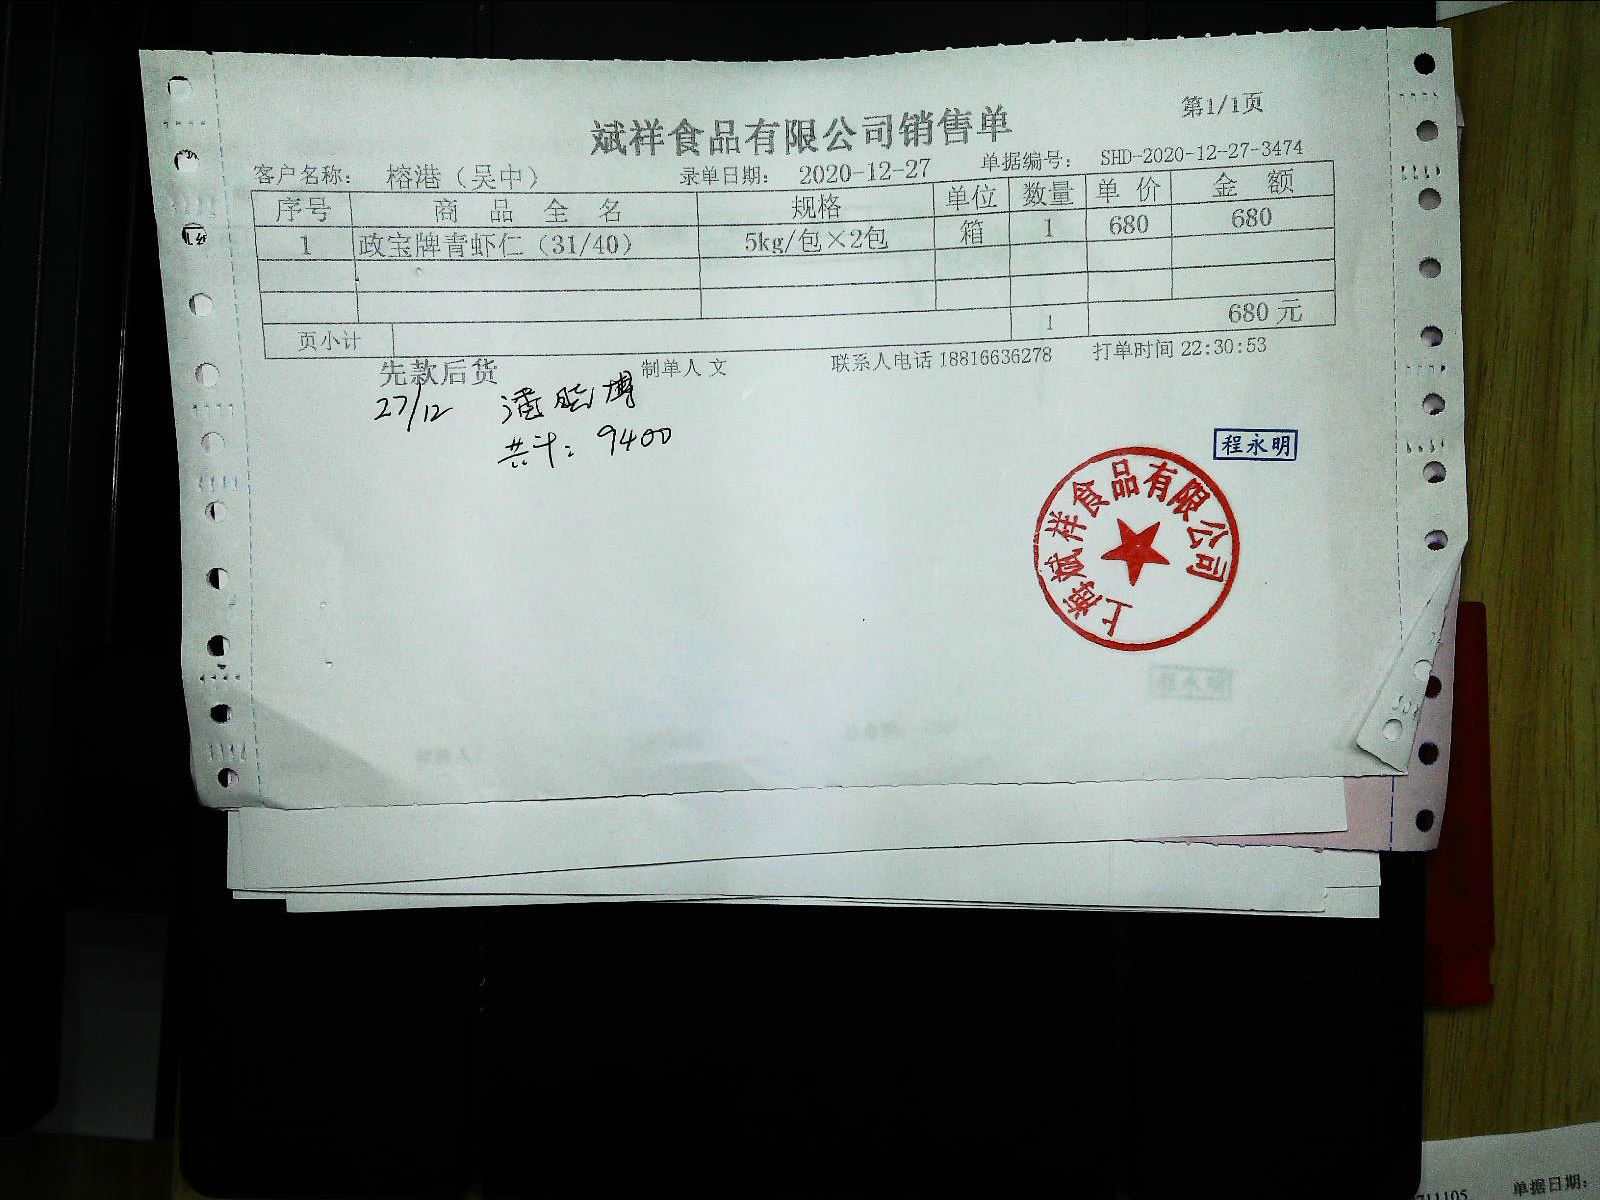 第1/1页
斌祥食品有限公司销售单
客户名称： 榕港（吴中） 录单日期： 2020-12-27 单据编号： SHD-2020-12-27-3474
序号 商品全名 规格 单位 数量 单价 金额
1 政宝牌青虾仁（31/40） 5kg/包×2包 箱 1 680 680
页小计 1 680 元
先款后货 制单人 文 联系人电话 18816636278 打单时间 22:30:53
27/12 潘
共计：9400
程永明
上海斌祥食品有限公司
单据日期：